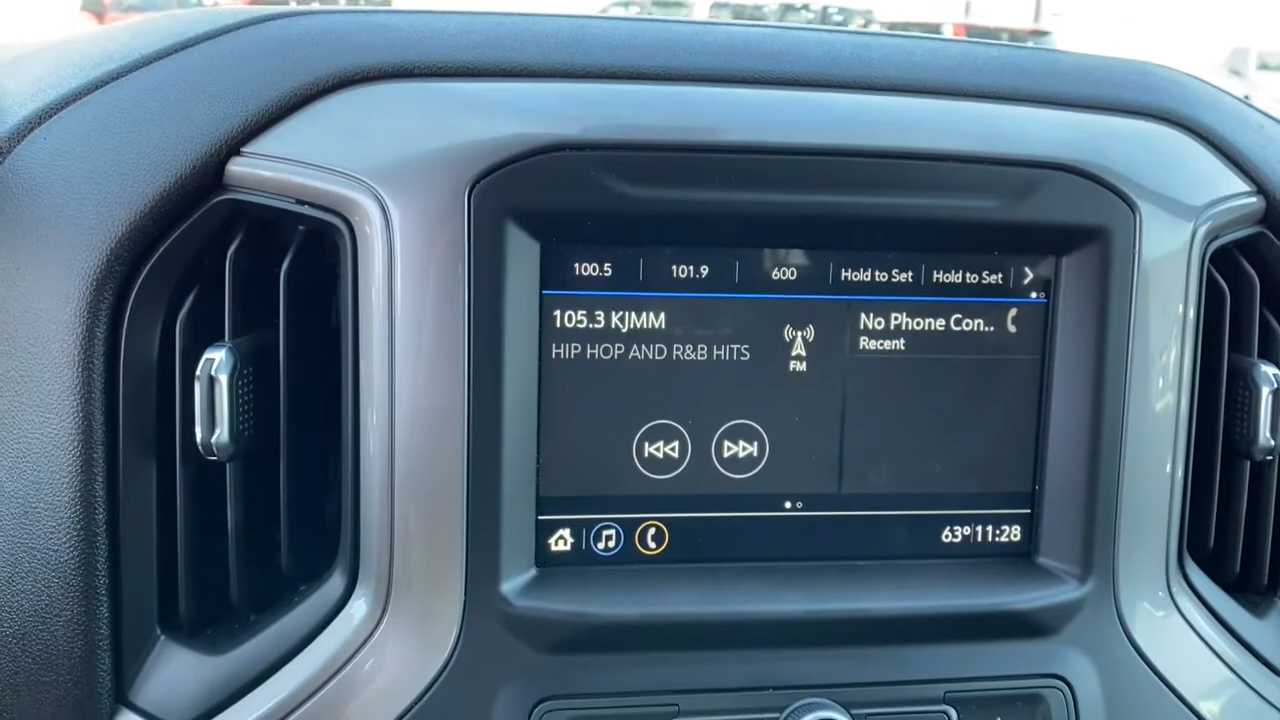 100.5 101.9 600 Hold to Set Hold to Set
105.3 KJMM
HIP HOP AND R&B HITS
FM
No Phone Con..
Recent
63º 11:28